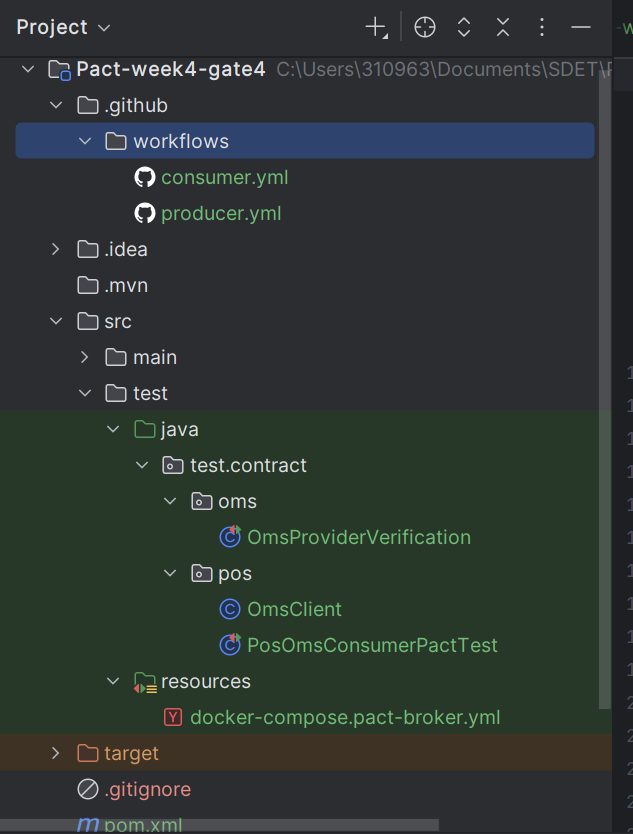 Project
Pact-week4-gate4 C:\Users\310963\Documents\SDET\
.github
workflows
consumer.yml
producer.yml
.idea
.mvn
src
main
test
java
test.contract
oms
OmsProviderVerification
pos
OmsClient
PosOmsConsumerPactTest
resources
docker-compose.pact-broker.yml
target
.gitignore
pom.xml